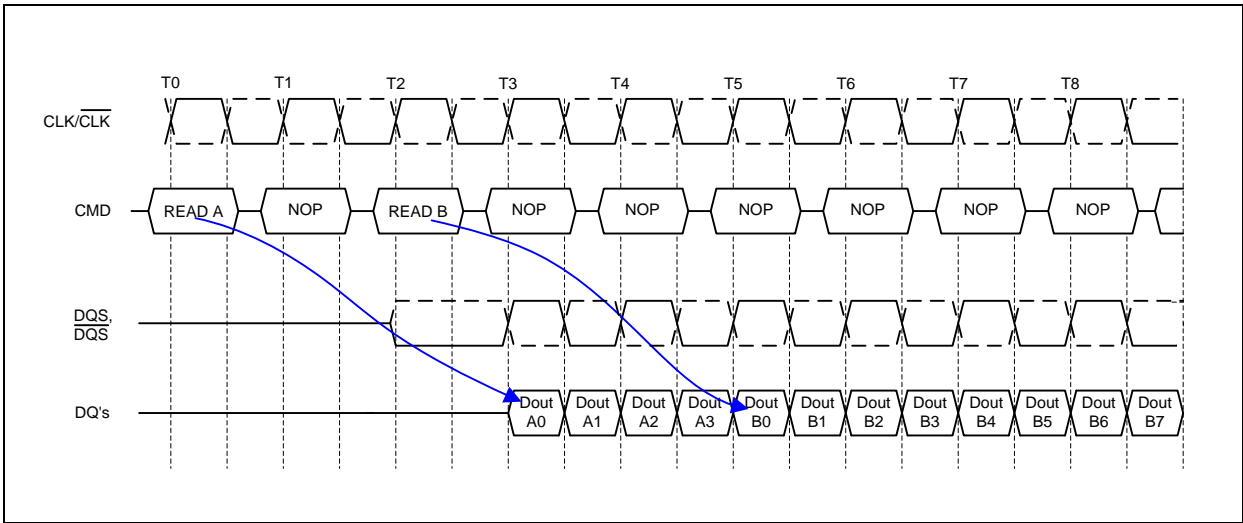 T0 T1 T2 T3 T4 T5 T6 T7 T8
CLK/CLK
CMD READ A NOP READ B NOP NOP NOP NOP NOP NOP
DQS,
DQS
DQ's
Dout Dout Dout Dout Dout Dout Dout Dout Dout Dout Dout Dout
A0 A1 A2 A3 B0 B1 B2 B3 B4 B5 B6 B7